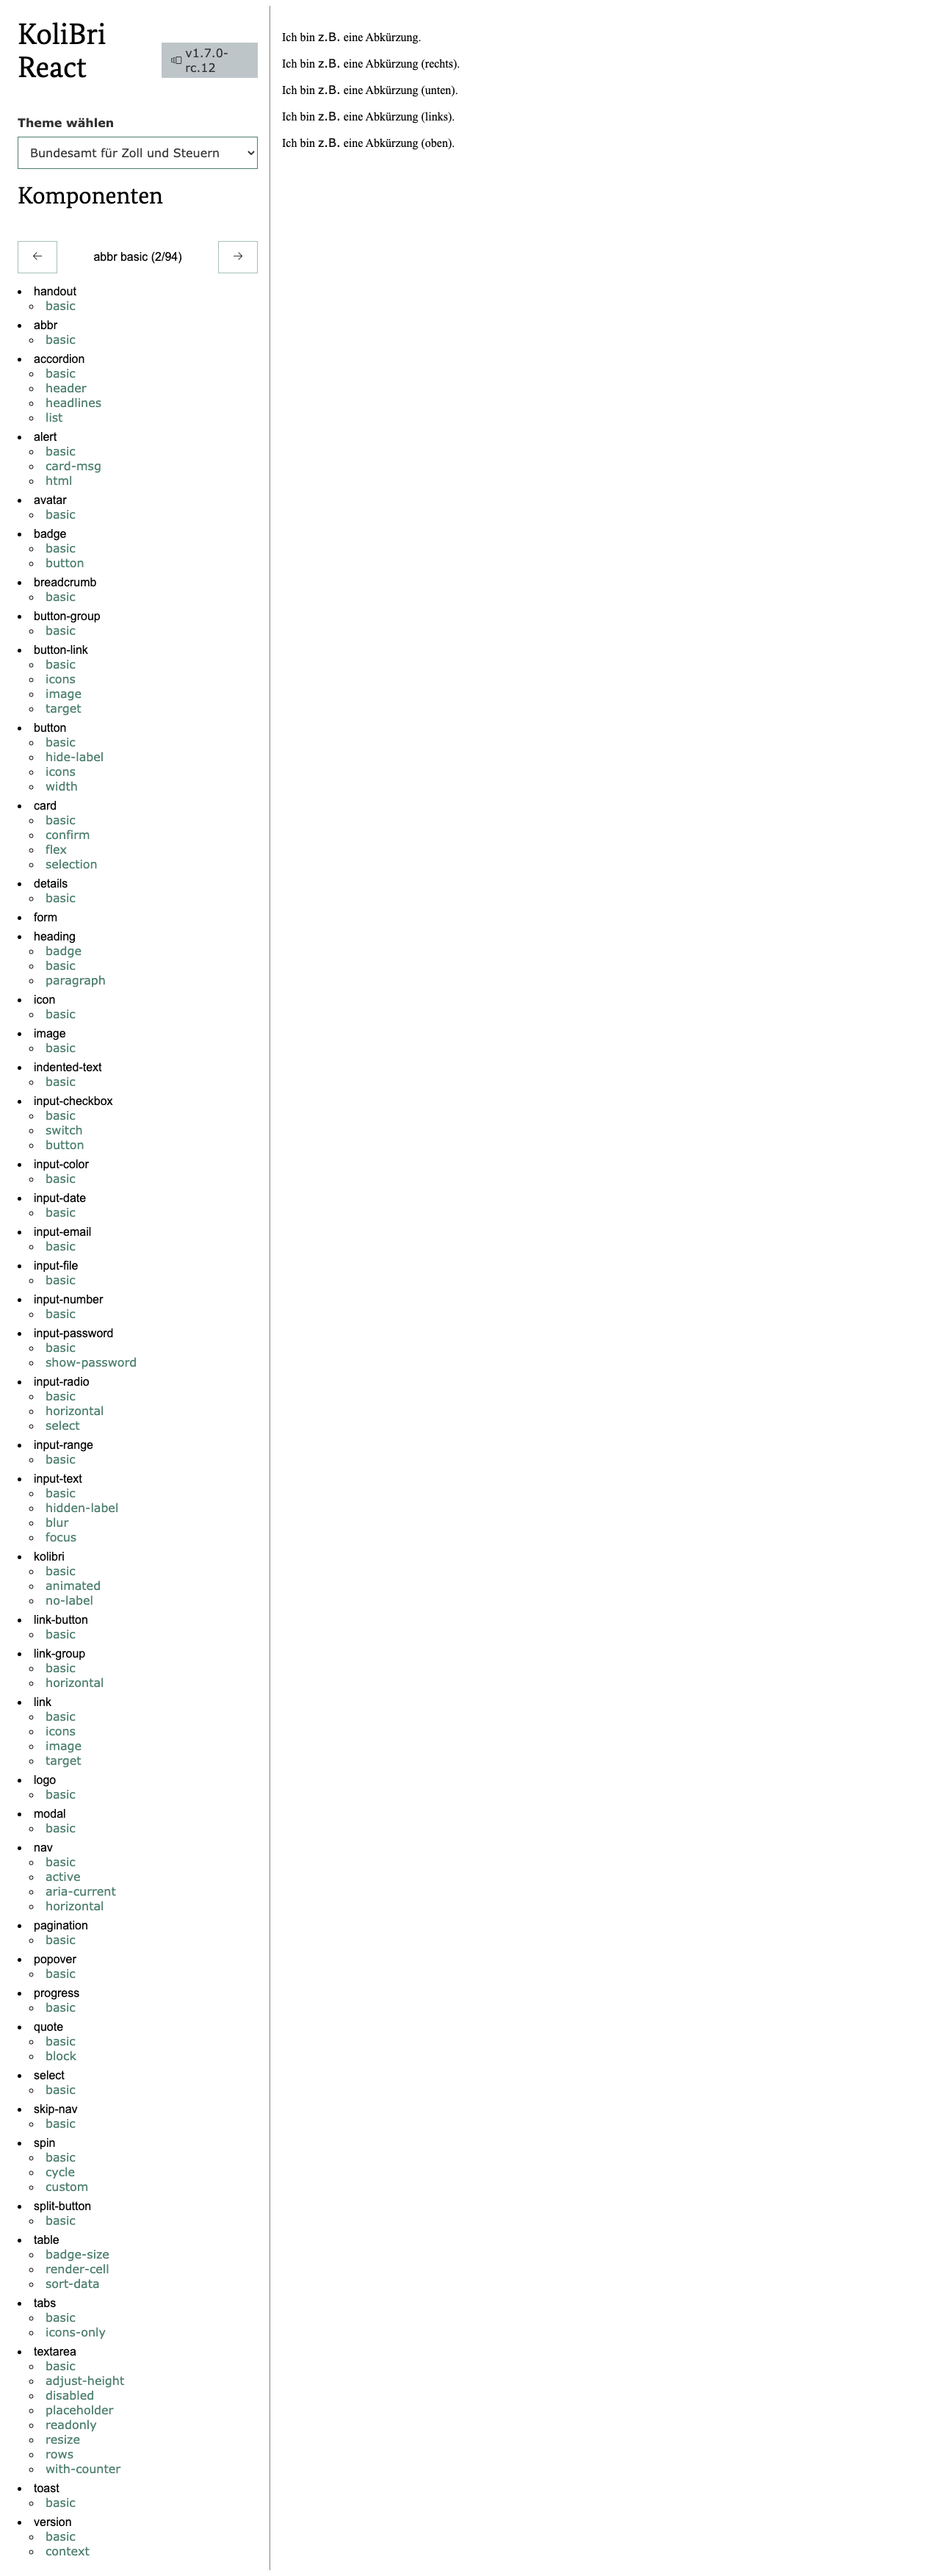 KoliBri
React
v1.7.0-
rc.12
Theme wählen
Bundesamt für Zoll und Steuern
Komponenten
← abbr basic (2/94) →
handout
basic
abbr
basic
accordion
basic
header
headlines
list
alert
basic
card-msg
html
avatar
basic
badge
basic
button
breadcrumb
basic
button-group
basic
button-link
basic
icons
image
target
button
basic
hide-label
icons
width
card
basic
confirm
flex
selection
details
basic
form
heading
badge
basic
paragraph
icon
basic
image
basic
indented-text
basic
input-checkbox
basic
switch
button
input-color
basic
input-date
basic
input-email
basic
input-file
basic
input-number
basic
input-password
basic
show-password
input-radio
basic
horizontal
select
input-range
basic
input-text
basic
hidden-label
blur
focus
kolibri
basic
animated
no-label
link-button
basic
link-group
basic
horizontal
link
basic
icons
image
target
logo
basic
modal
basic
nav
basic
active
aria-current
horizontal
pagination
basic
popover
basic
progress
basic
quote
basic
block
select
basic
skip-nav
basic
spin
basic
cycle
custom
split-button
basic
table
badge-size
render-cell
sort-data
tabs
basic
icons-only
textarea
basic
adjust-height
disabled
placeholder
readonly
resize
rows
with-counter
toast
basic
version
basic
context
Ich bin z.B. eine Abkürzung.
Ich bin z.B. eine Abkürzung (rechts).
Ich bin z.B. eine Abkürzung (unten).
Ich bin z.B. eine Abkürzung (links).
Ich bin z.B. eine Abkürzung (oben).